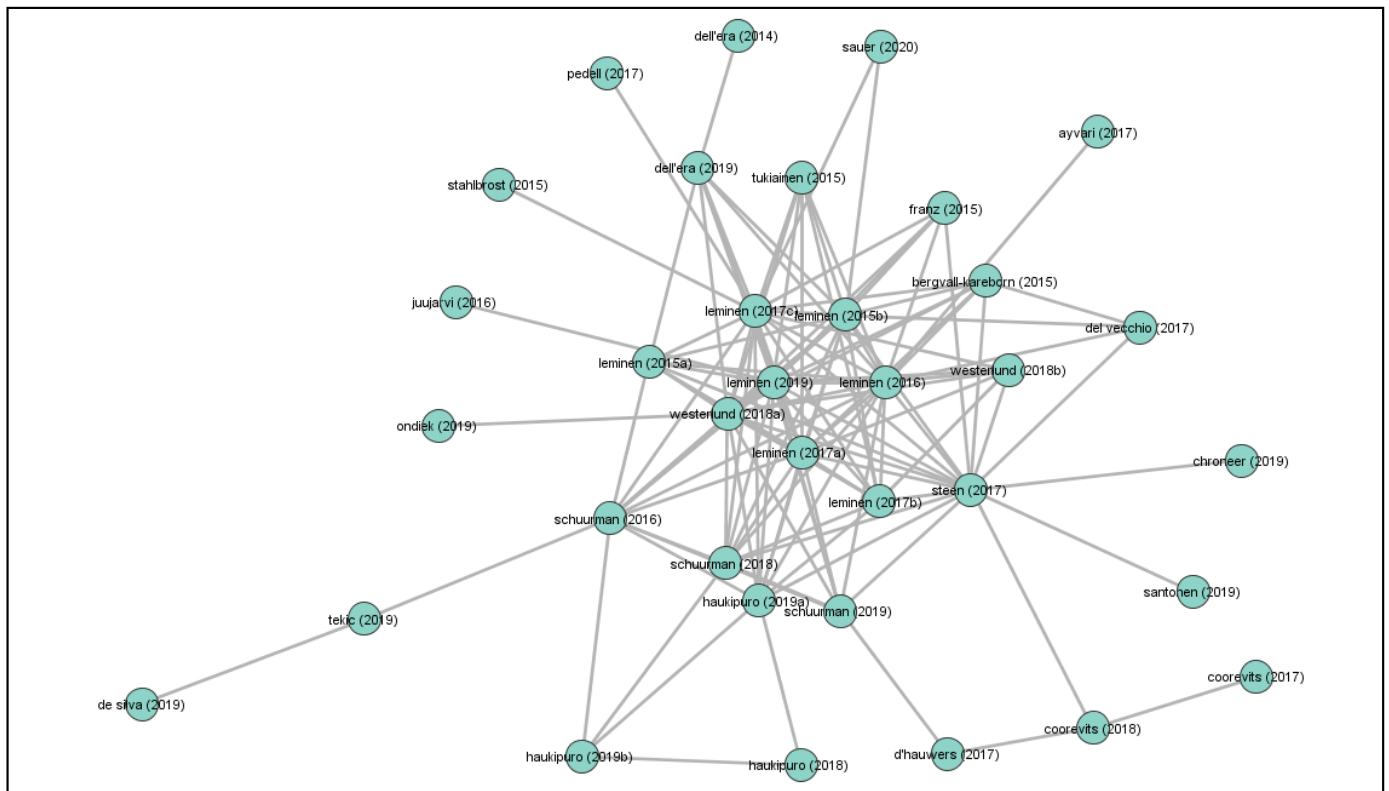 dell'era (2014)
sauer (2020)
pedell (2017)
ayvari (2017)
dell'era (2019)
tukiainen (2015)
stahlbrost (2015)
franz (2015)
bergvall-kareborn (2015)
juujarvi (2016)
leminen (2017c)
leminen (2015b)
del vecchio (2017)
leminen (2015a)
leminen (2019)
leminen (2016)
westerlund (2018b)
westerlund (2018a)
ondiek (2019)
leminen (2017a)
chroneer (2019)
leminen (2017b)
steen (2017)
schuurman (2016)
schuurman (2018)
santonen (2019)
haukipuro (2019a)
schuurman (2019)
tekic (2019)
coorevits (2017)
de silva (2019)
coorevits (2018)
haukipuro (2019b)
d'hauwers (2017)
haukipuro (2018)